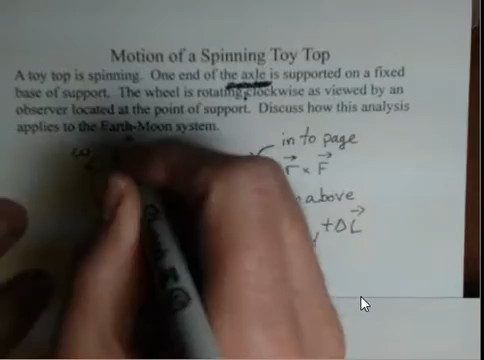 Motion of a Spinning Toy Top
A toy top is spinning. One end of the axle is supported on a fixed
base of support. The wheel is rotating clockwise as viewed by an
observer located at the point of support. Discuss how this analysis
applies to the Earth-Moon system.
in to page
ω r⃗ × F⃗
above
+ΔL⃗